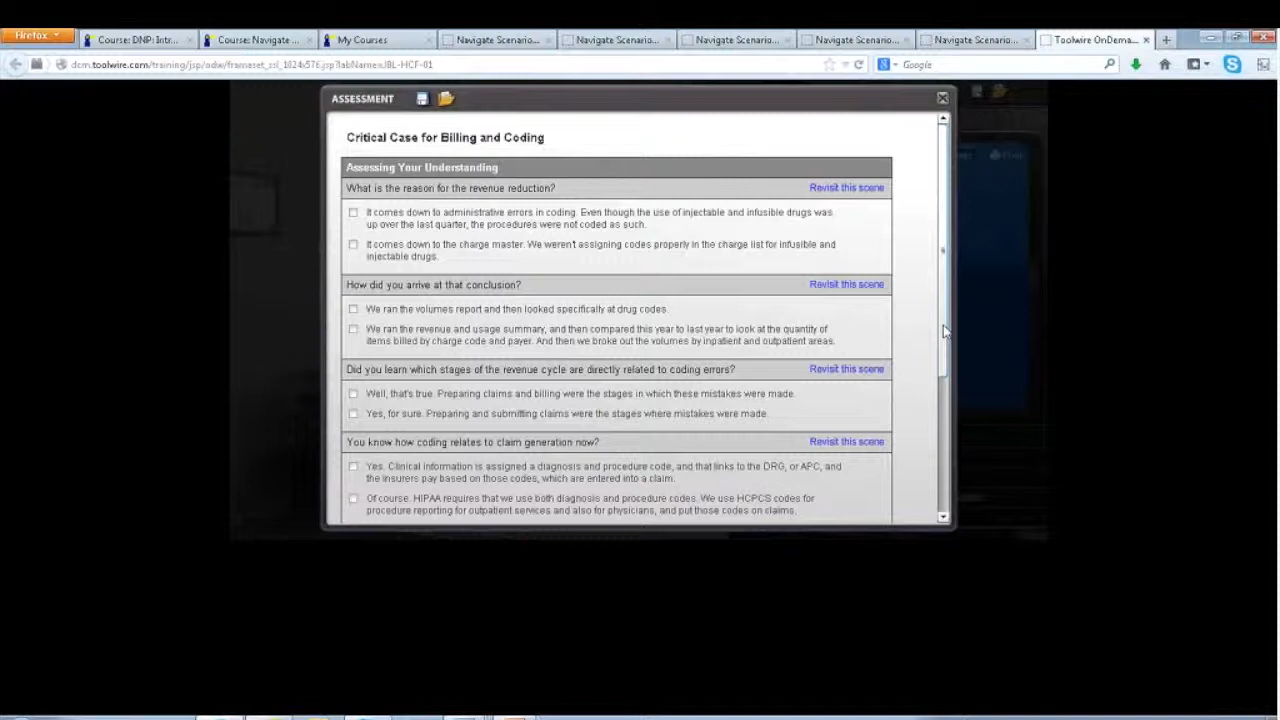 Firefox
Course: DNP: Intr...
Course: Navigate ...
My Courses
Navigate Scenario...
Navigate Scenario...
Navigate Scenario...
Navigate Scenario...
Navigate Scenario...
Toolwire OnDema...
Google
ASSESSMENT
Critical Case for Billing and Coding
Assessing Your Understanding
What is the reason for the revenue reduction? Revisit this scene
It comes down to administrative errors in coding. Even though the use of injectable and infusible drugs was
up over the last quarter, the procedures were not coded as such.
It comes down to the charge master. We weren't assigning codes properly in the charge list for infusible and
injectable drugs.
How did you arrive at that conclusion? Revisit this scene
We ran the volumes report and then looked specifically at drug codes.
We ran the revenue and usage summary, and then compared this year to last year to look at the quantity of
items billed by charge code and payer. And then we broke out the volumes by inpatient and outpatient areas.
Did you learn which stages of the revenue cycle are directly related to coding errors? Revisit this scene
Well, that's true. Preparing claims and billing were the stages in which these mistakes were made.
Yes, for sure. Preparing and submitting claims were the stages where mistakes were made.
You know how coding relates to claim generation now? Revisit this scene
Yes. Clinical information is assigned a diagnosis and procedure code, and that links to the DRG, or APC, and
the insurers pay based on those codes, which are entered into a claim.
Of course. HIPAA requires that we use both diagnosis and procedure codes. We use HCPCS codes for
procedure reporting for outpatient services and also for physicians, and put those codes on claims.